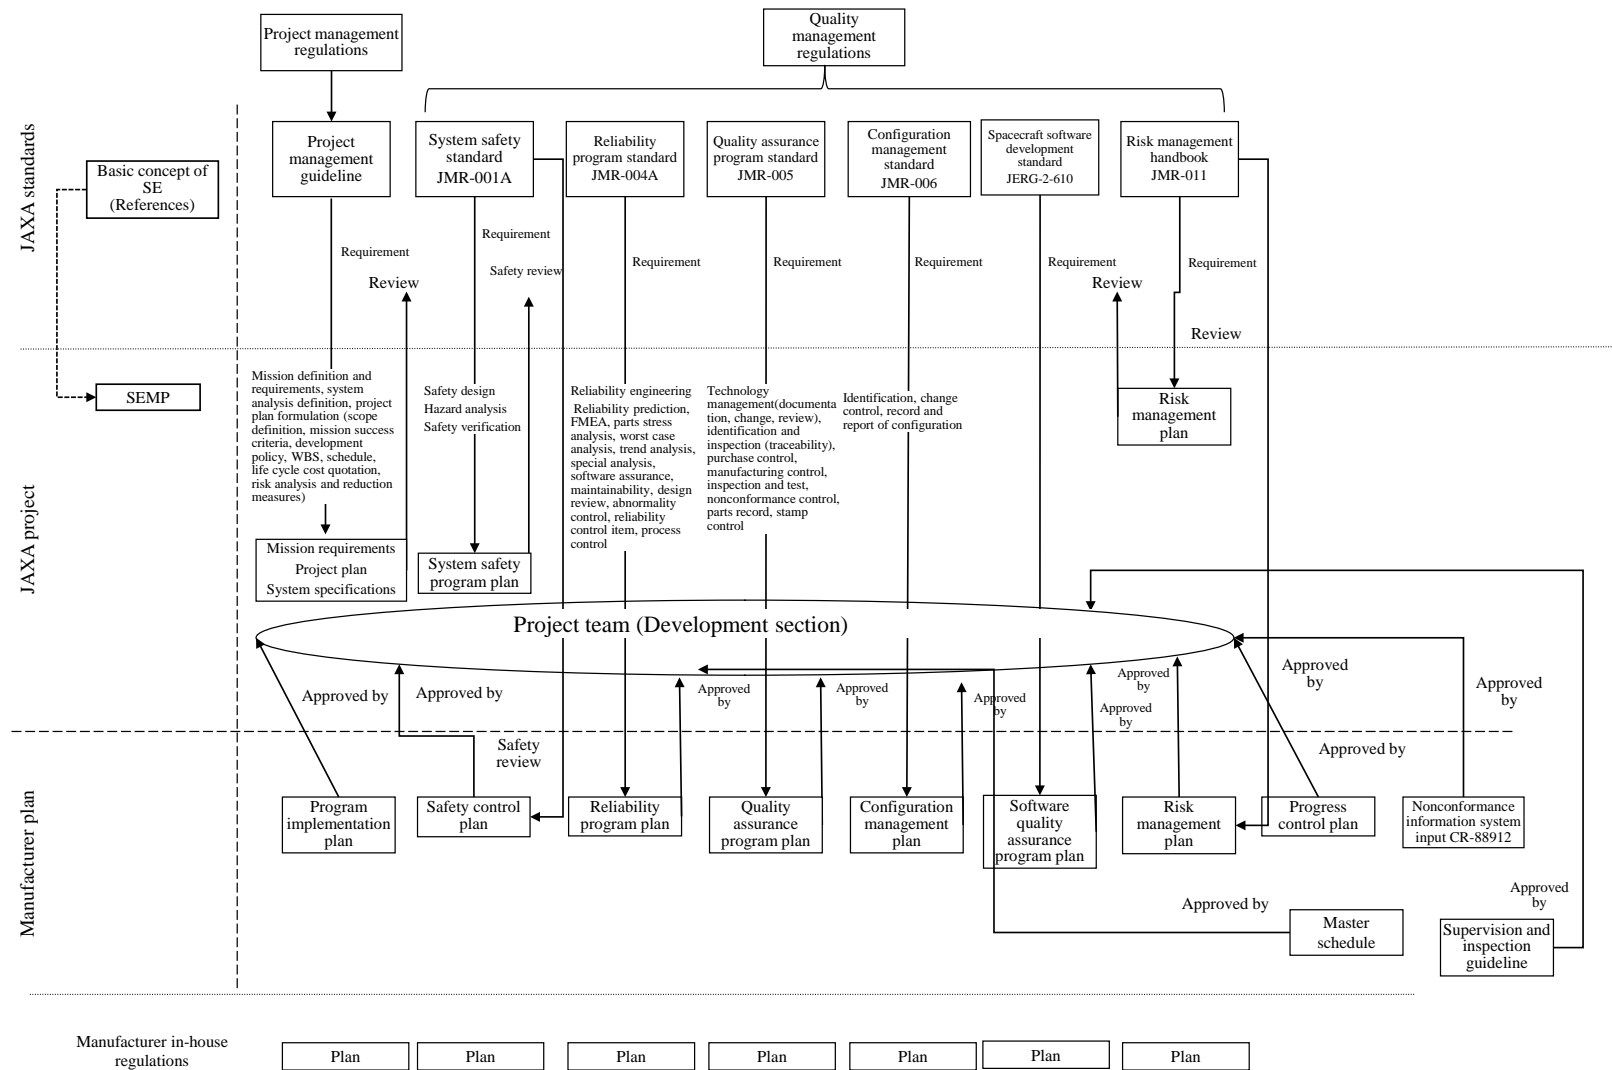 Project management
regulations
Quality
management
regulations
JAXA standards
Basic concept of
SE
(References)
Project
management
guideline
System safety
standard
JMR-001A
Reliability
program standard
JMR-004A
Quality assurance
program standard
JMR-005
Configuration
management
standard
JMR-006
Spacecraft software
development
standard
JERG-2-610
Risk management
handbook
JMR-011
Requirement
Review
Requirement
Safety review
Requirement
Requirement
Requirement
Requirement
Review
Requirement
Review
JAXA project
SEMP
Mission definition and
requirements, system
analysis definition, project
plan formulation (scope
definition, mission success
criteria, development
policy, WBS, schedule,
life cycle cost quotation,
risk analysis and reduction
measures)
Safety design
Hazard analysis
Safety verification
Reliability engineering
Reliability prediction,
FMEA, parts stress
analysis, worst case
analysis, trend analysis,
special analysis,
software assurance,
maintainability, design
review, abnormality
control, reliability
control item, process
control
Technology
management(documenta
tion, change, review),
identification and
inspection (traceability),
purchase control,
manufacturing control,
inspection and test,
nonconformance control,
parts record, stamp
control
Identification, change
control, record and
report of configuration
Risk
management
plan
Mission requirements
Project plan
System specifications
System safety
program plan
Project team (Development section)
Approved by
Approved by
Approved
by
Approved
by
Approved
by
Approved
by
Approved
by
Approved
by
Approved
by
Manufacturer plan
Safety
review
Approved by
Program
implementation
plan
Safety control
plan
Reliability
program plan
Quality
assurance
program plan
Configuration
management
plan
Software
quality
assurance
program plan
Risk
management
plan
Progress
control plan
Nonconformance
information system
input CR-88912
Approved by
Master
schedule
Approved
by
Supervision and
inspection
guideline
Manufacturer in-house
regulations
Plan
Plan
Plan
Plan
Plan
Plan
Plan